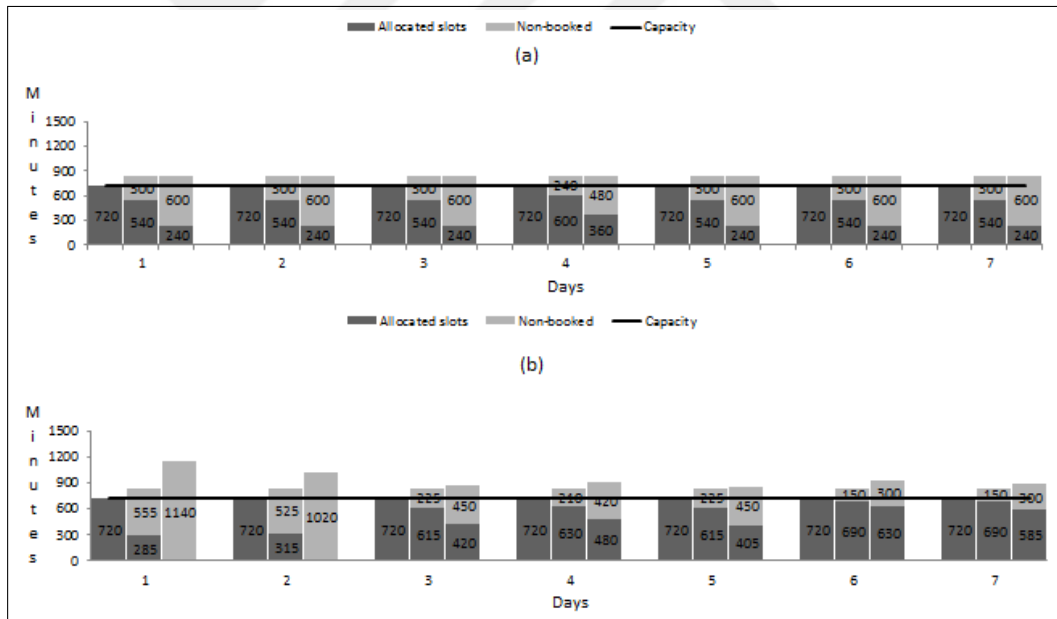 Allocated slots Non-booked Capacity
(a)
Minutes
1500
1200
900
600
300
0
300 600 300 600 300 600 240 480 300 600 300 600 300 600
720 540 240 720 540 240 720 540 240 720 600 360 720 540 240 720 540 240 720 540 240
1 2 3 4 5 6 7
Days
Allocated slots Non-booked Capacity
(b)
Minutes
1500
1200
900
600
300
0
555 1140 525 1020 225 450 210 420 225 450 150 300 150 300
720 285 720 315 720 615 420 720 630 480 720 615 405 720 690 630 720 690 585
1 2 3 4 5 6 7
Days